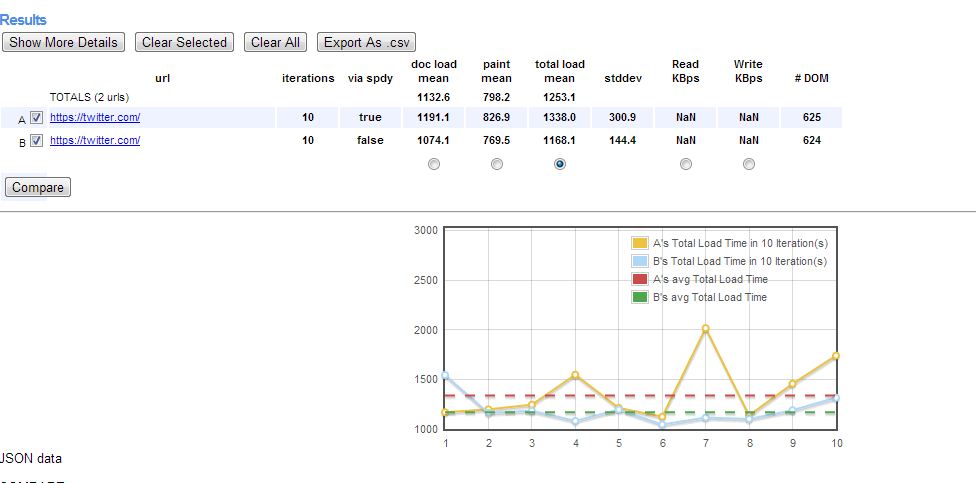 Results
Show More Details Clear Selected Clear All Export As .csv
url iterations via spdy doc load mean paint mean total load mean stddev Read KBps Write KBps # DOM
TOTALS (2 urls) 1132.6 798.2 1253.1
A https://twitter.com/ 10 true 1191.1 826.9 1338.0 300.9 NaN NaN 625
B https://twitter.com/ 10 false 1074.1 769.5 1168.1 144.4 NaN NaN 624
Compare
A's Total Load Time in 10 Iteration(s)
B's Total Load Time in 10 Iteration(s)
A's avg Total Load Time
B's avg Total Load Time
3000
2500
2000
1500
1000
1 2 3 4 5 6 7 8 9 10
JSON data